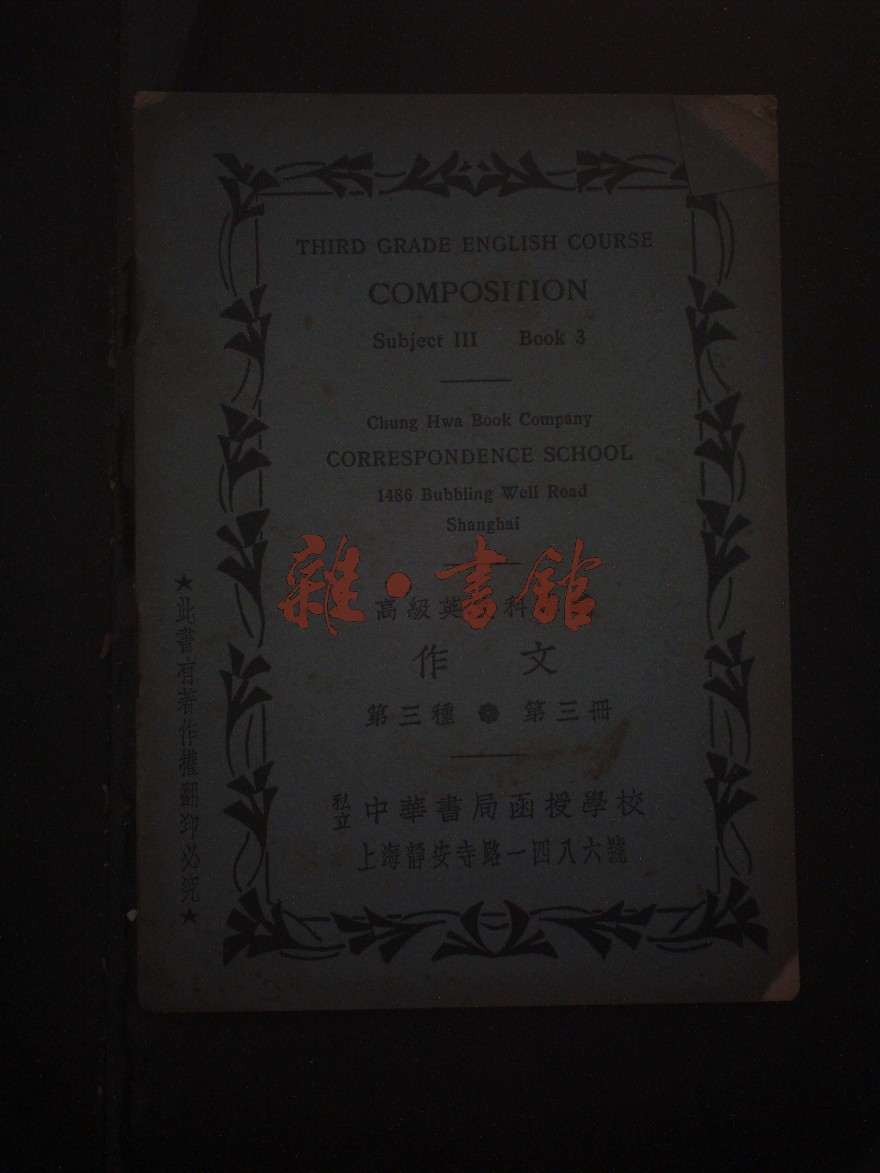 THIRD GRADE ENGLISH COURSE
COMPOSITION
Subject III Book 3
Chung Hwa Book Company
CORRESPONDENCE SCHOOL
1486 Bubbling Well Road
Shanghai
雜·書館
高級英 科
作 文
第三種 第三冊
私立 中華書局函授學校
上海靜安寺路一四八六號
★此書有著作權翻印必究★